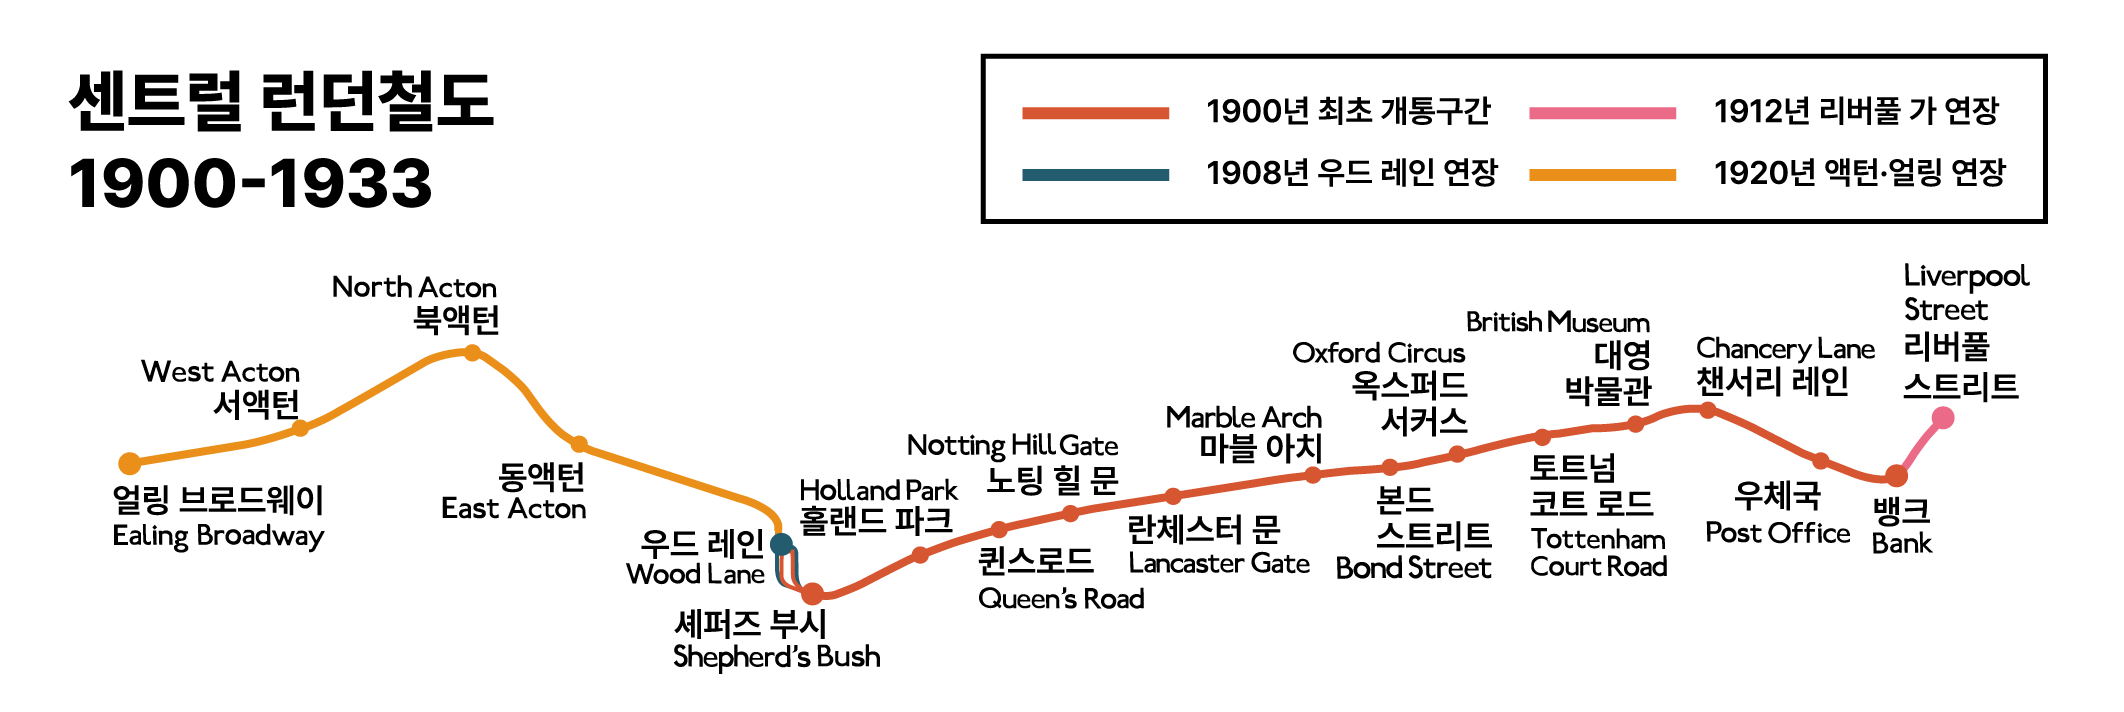 센트럴 런던철도
1900-1933
1900년 최초 개통구간
1912년 리버풀 가 연장
1908년 우드 레인 연장
1920년 액턴·얼링 연장
얼링 브로드웨이
Ealing Broadway
West Acton
서액턴
North Acton
북액턴
동액턴
East Acton
우드 레인
Wood Lane
셰퍼즈 부시
Shepherd's Bush
Holland Park
홀랜드 파크
퀸스로드
Queen's Road
Notting Hill Gate
노팅 힐 문
란체스터 문
Lancaster Gate
Marble Arch
마블 아치
본드
스트리트
Bond Street
Oxford Circus
옥스퍼드
서커스
토트넘
코트 로드
Tottenham
Court Road
British Museum
대영
박물관
Chancery Lane
챈서리 레인
우체국
Post Office
뱅크
Bank
Liverpool
Street
리버풀
스트리트